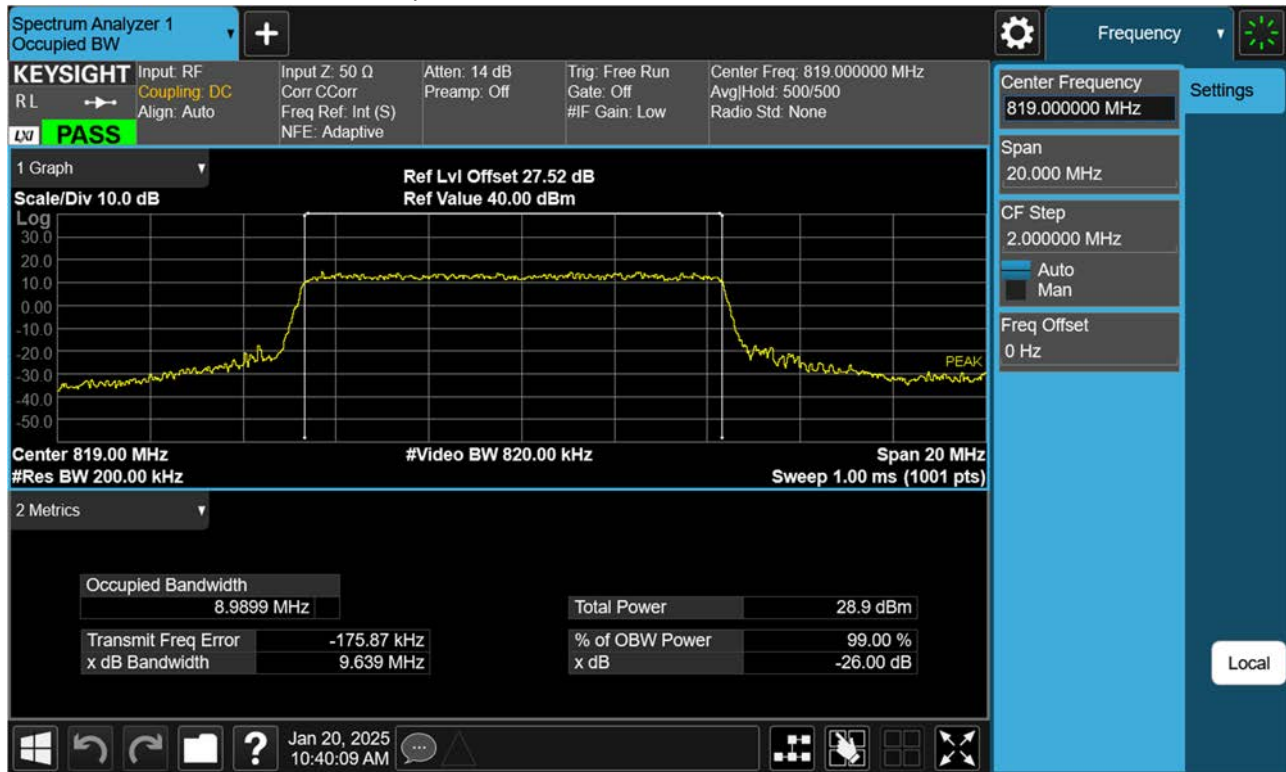 Spectrum Analyzer 1
Occupied BW
+
Frequency
KEYSIGHT
RL
LXI
PASS
Input: RF
Coupling: DC
Align: Auto
Input Z: 50 Ω
Corr CCorr
Freq Ref: Int (S)
NFE: Adaptive
Atten: 14 dB
Preamp: Off
Trig: Free Run
Gate: Off
#IF Gain: Low
Center Freq: 819.000000 MHz
Avg|Hold: 500/500
Radio Std: None
Center Frequency
819.000000 MHz
Settings
Span
20.000 MHz
CF Step
2.000000 MHz
Auto
Man
Freq Offset
0 Hz
Local
1 Graph
Scale/Div 10.0 dB
Ref Lvl Offset 27.52 dB
Ref Value 40.00 dBm
Log
30.0
20.0
10.0
0.00
-10.0
-20.0
-30.0
-40.0
-50.0
PEAK
Center 819.00 MHz
#Video BW 820.00 kHz
Span 20 MHz
#Res BW 200.00 kHz
Sweep 1.00 ms (1001 pts)
2 Metrics
Occupied Bandwidth
8.9899 MHz
Total Power 28.9 dBm
Transmit Freq Error -175.87 kHz
% of OBW Power 99.00 %
x dB Bandwidth 9.639 MHz
x dB -26.00 dB
?
Jan 20, 2025
10:40:09 AM